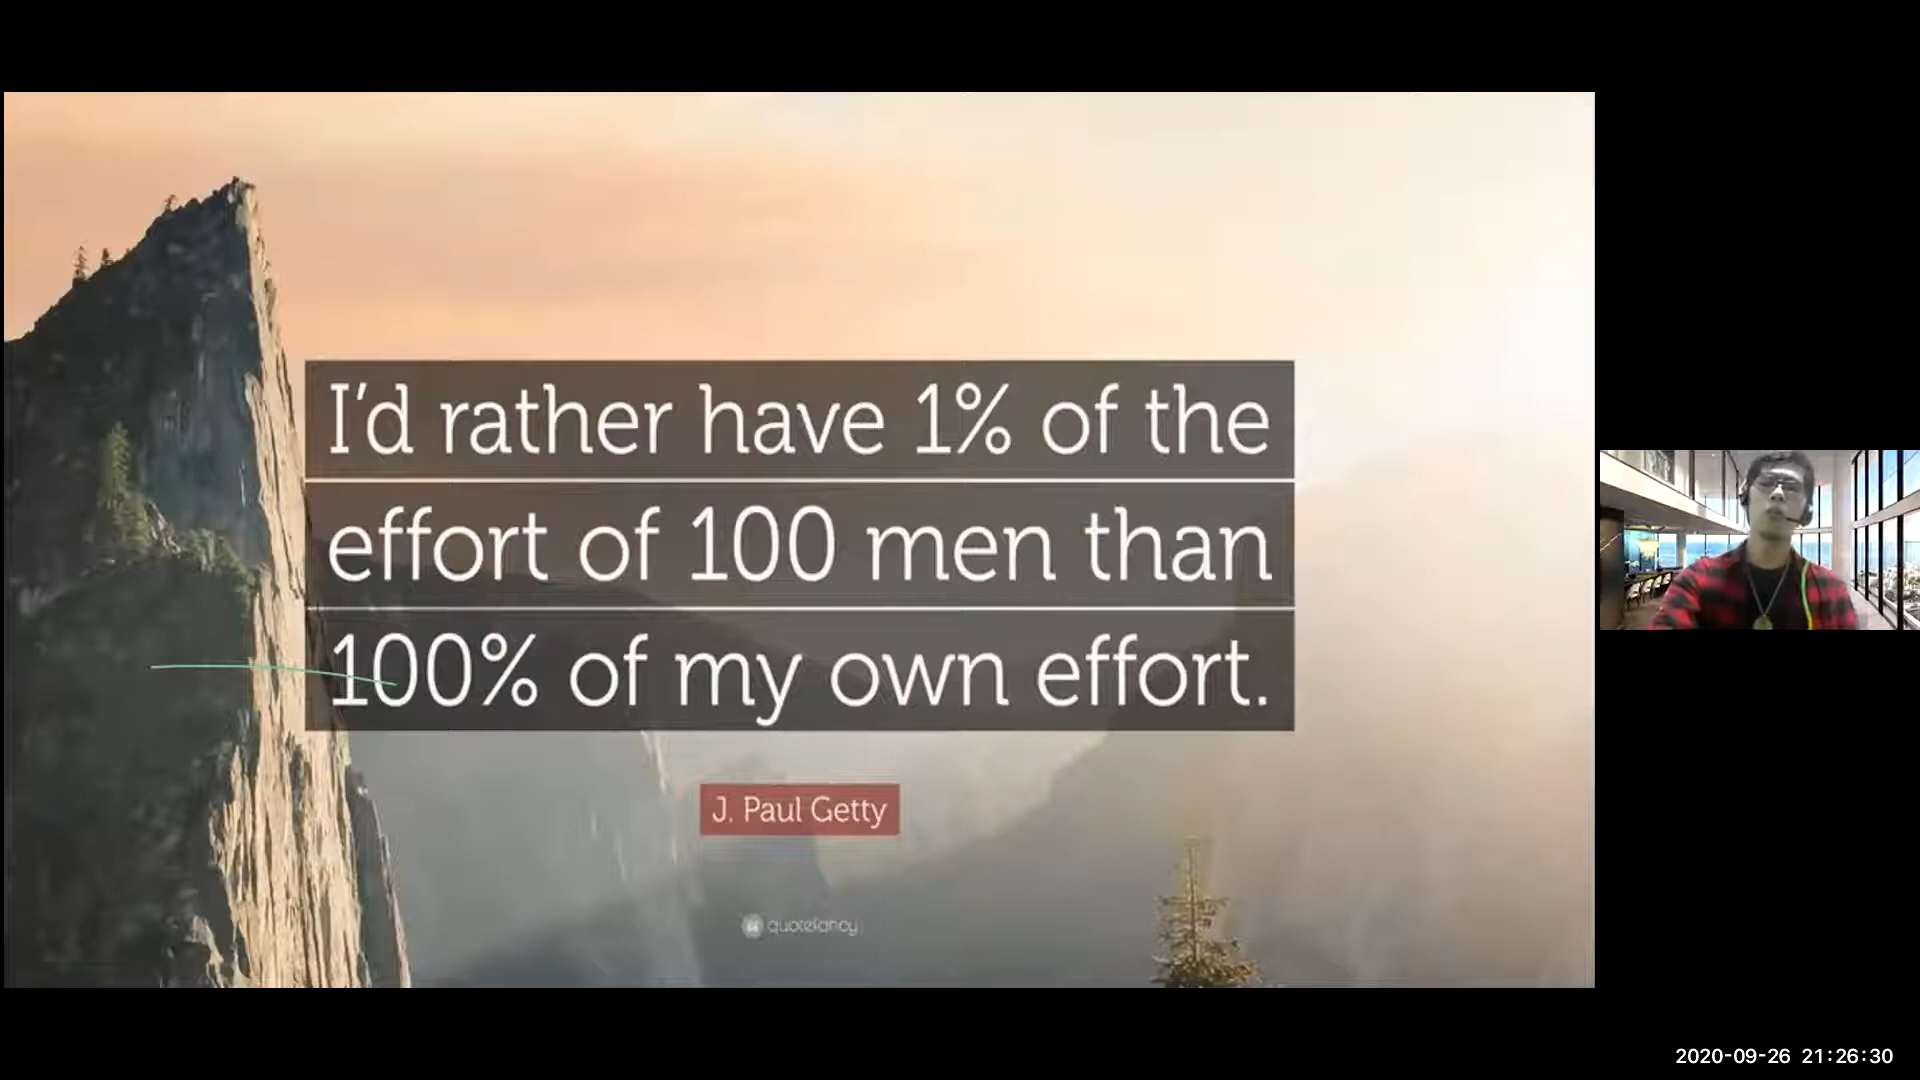 I’d rather have 1% of the
effort of 100 men than
100% of my own effort.
J. Paul Getty
quotefancy
2020-09-26 21:26:30